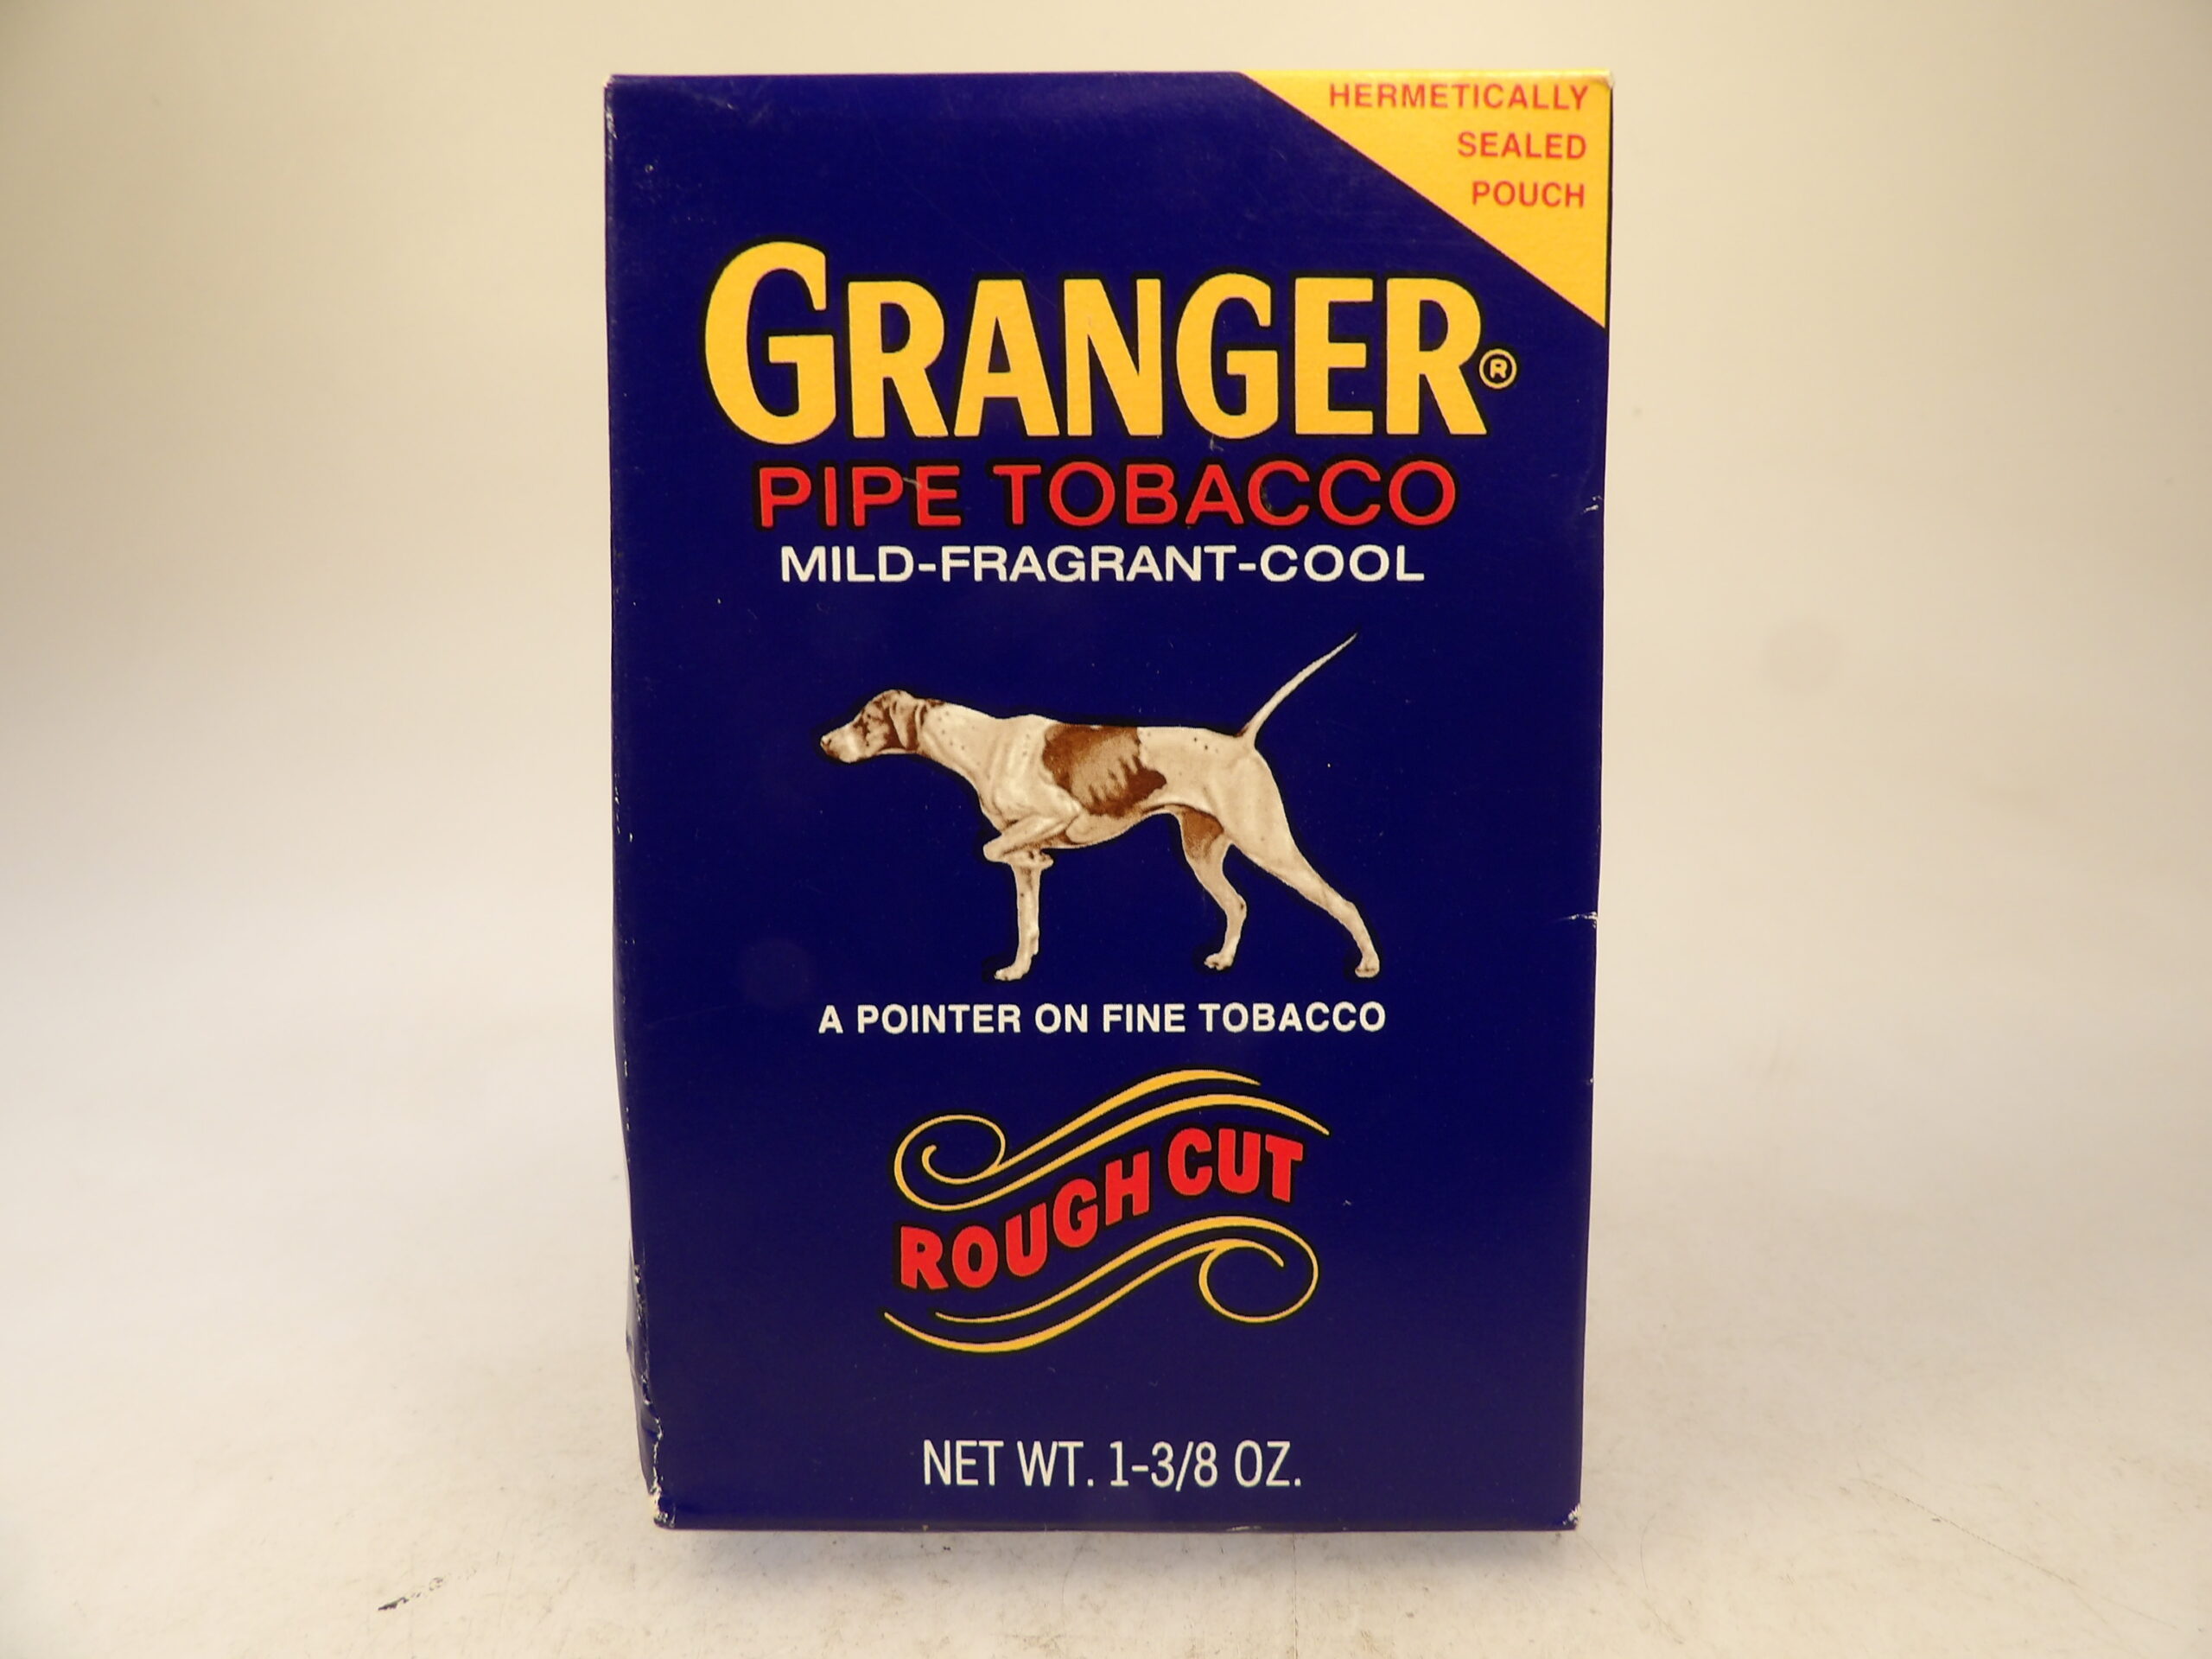 HERMETICALLY
SEALED
POUCH
GRANGER®
PIPE TOBACCO
MILD-FRAGRANT-COOL
A POINTER ON FINE TOBACCO
ROUGH CUT
NET WT. 1-3/8 OZ.